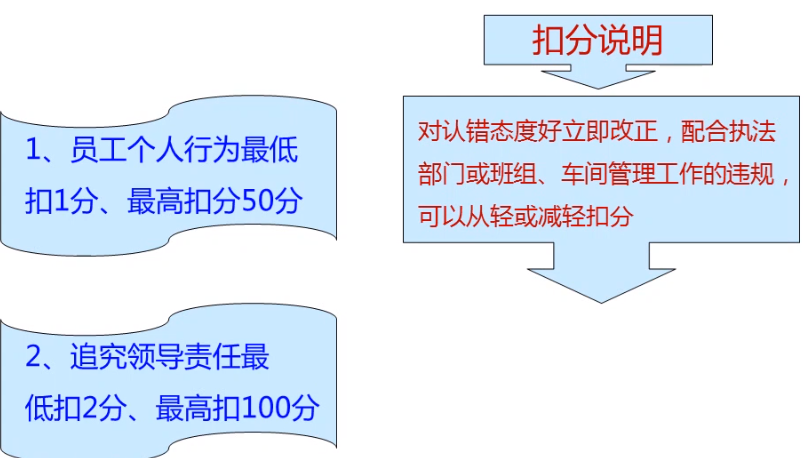 扣分说明
1、员工个人行为最低
扣1分、最高扣分50分
对认错态度好立即改正，配合执法
部门或班组、车间管理工作的违规，
可以从轻或减轻扣分
2、追究领导责任最
低扣2分、最高扣100分